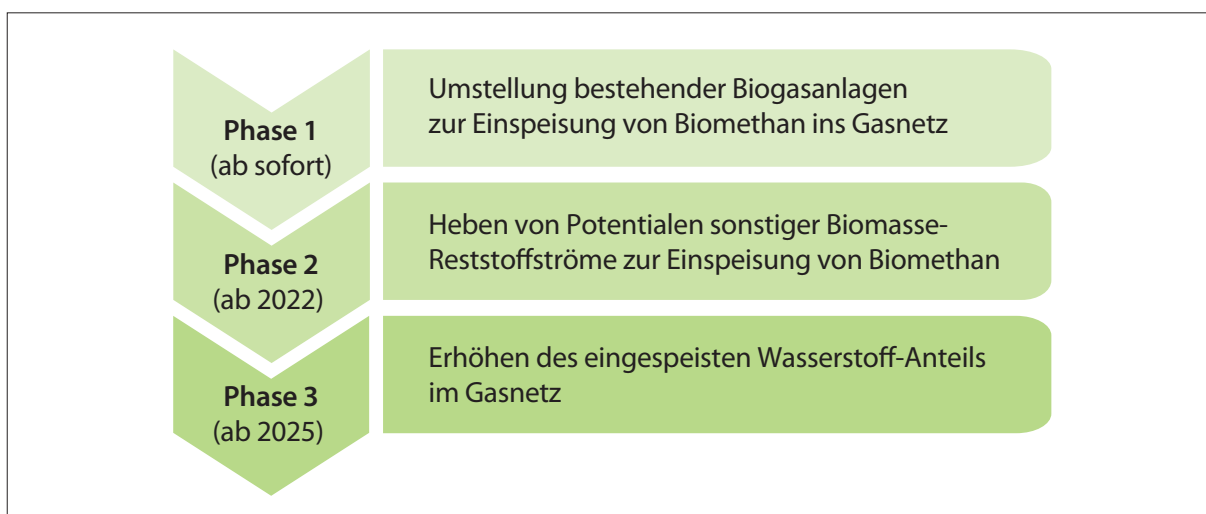 Phase 1
(ab sofort)
Umstellung bestehender Biogasanlagen
zur Einspeisung von Biomethan ins Gasnetz
Phase 2
(ab 2022)
Heben von Potentialen sonstiger Biomasse-
Reststoffströme zur Einspeisung von Biomethan
Phase 3
(ab 2025)
Erhöhen des eingespeisten Wasserstoff-Anteils
im Gasnetz